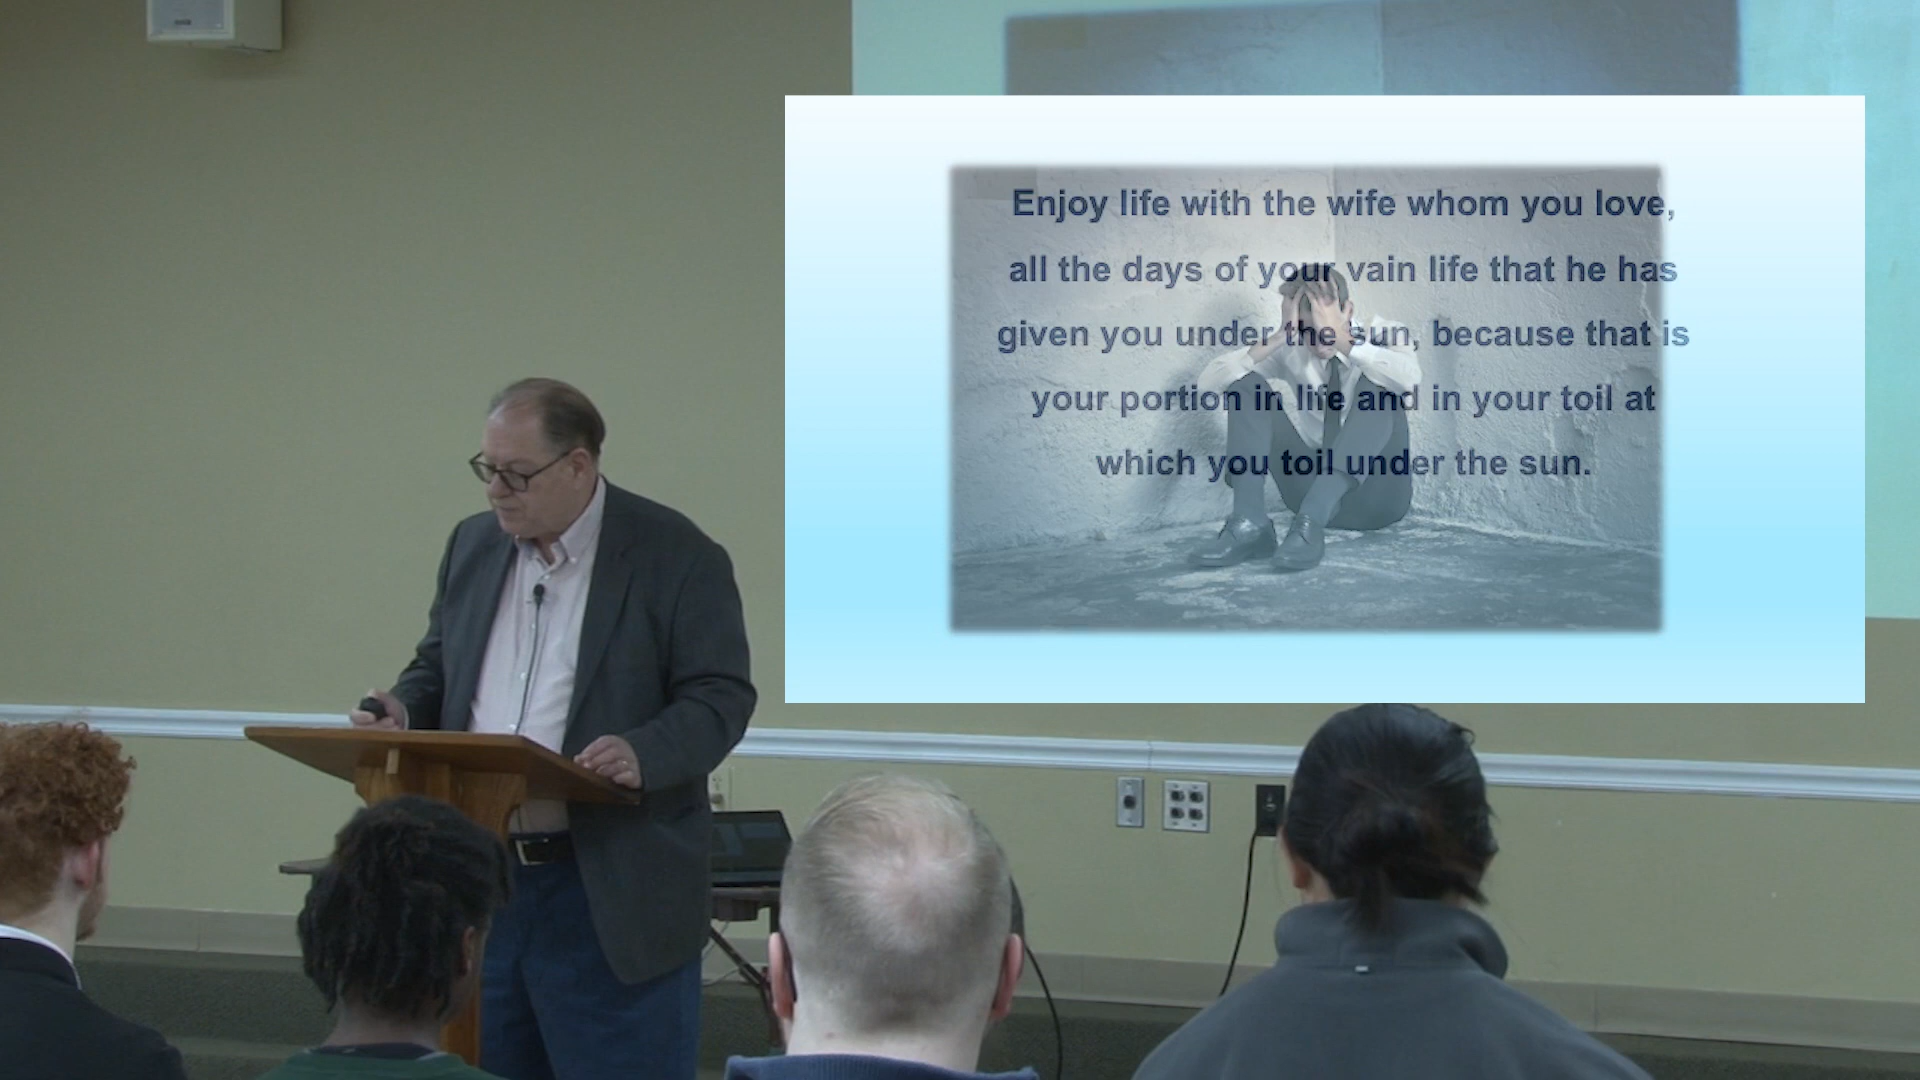 Enjoy life with the wife whom you love,
all the days of your vain life that he has
given you under the sun, because that is
your portion in life and in your toil at
which you toil under the sun.